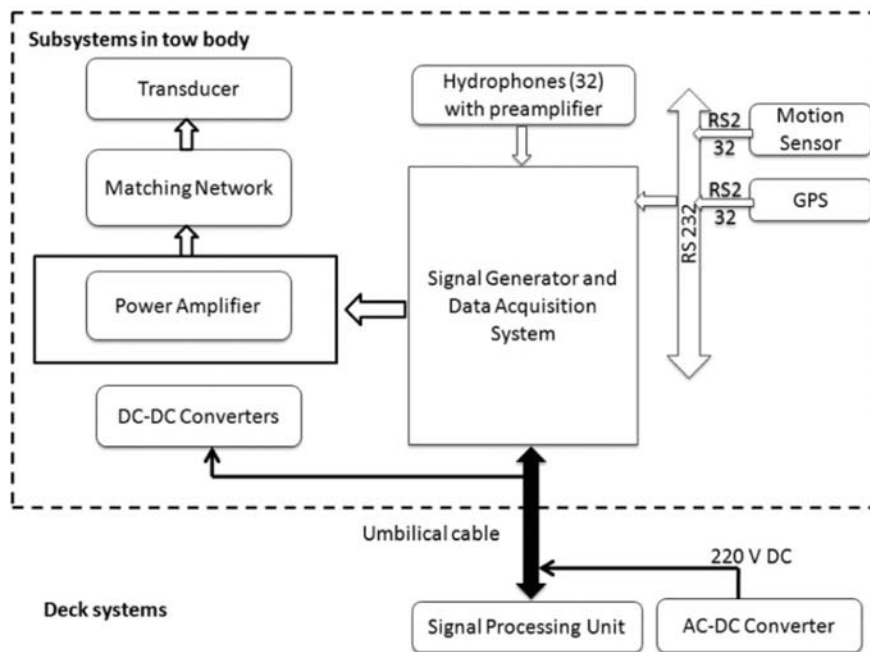 Subsystems in tow body
Transducer
Hydrophones (32)
with preamplifier
RS2
32
Motion
Sensor
Matching Network
RS2
32
GPS
RS 232
Power Amplifier
Signal Generator and
Data Acquisition
System
DC-DC Converters
Umbilical cable
220 V DC
Deck systems
Signal Processing Unit
AC-DC Converter